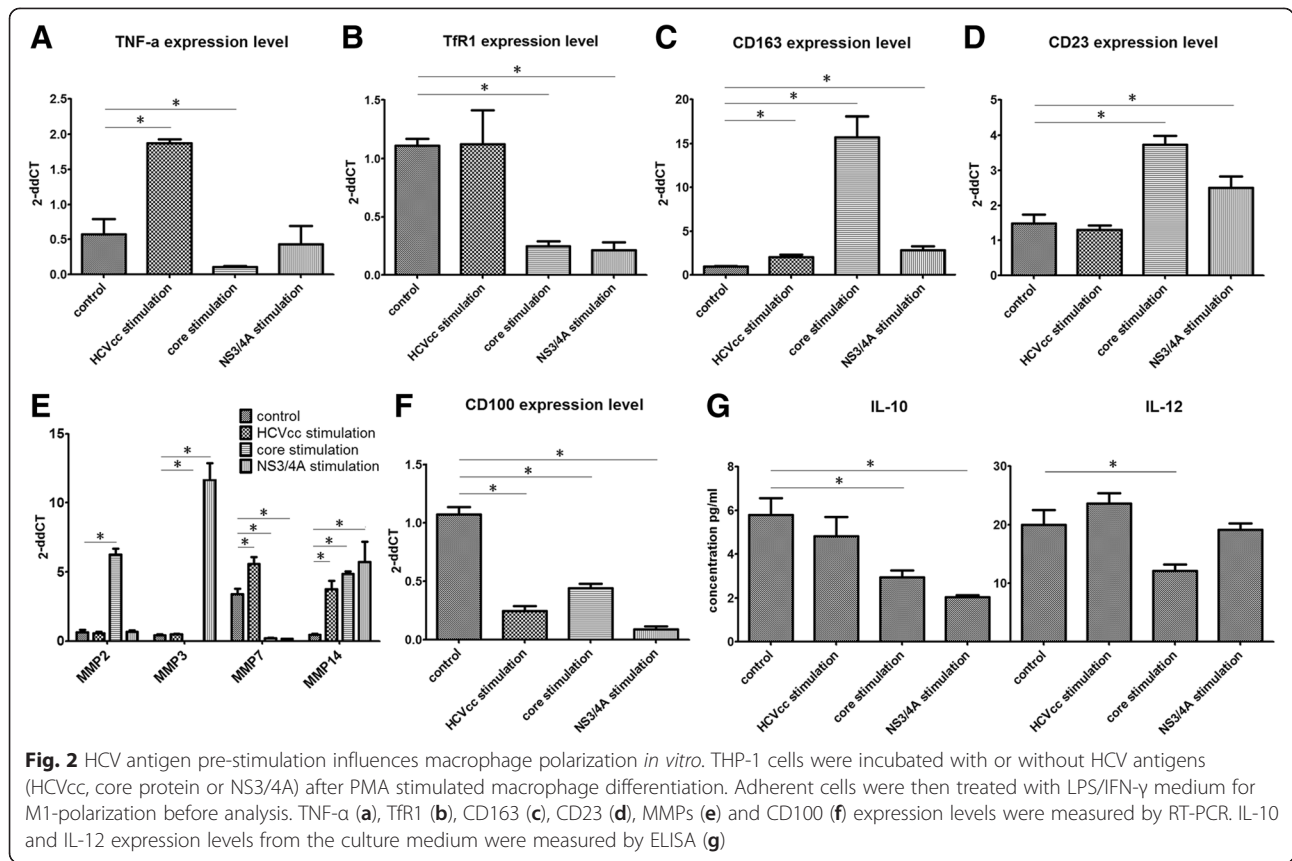 A
TNF-a expression level
2-ddCT
2.5
2.0
1.5
1.0
0.5
0.0
*
*
control
HCVcc stimulation
core stimulation
NS3/4A stimulation
B
TfR1 expression level
2-ddCT
1.5
1.0
0.5
0.0
*
*
control
HCVcc stimulation
core stimulation
NS3/4A stimulation
C
CD163 expression level
2-ddCT
20
15
10
5
0
*
*
*
control
HCVcc stimulation
core stimulation
NS3/4A stimulation
D
CD23 expression level
2-ddCT
5
4
3
2
1
0
*
*
control
HCVcc stimulation
core stimulation
NS3/4A stimulation
E
control
HCVcc stimulation
core stimulation
NS3/4A stimulation
2-ddCT
15
10
5
0
*
*
*
*
*
*
*
*
*
MMP2
MMP3
MMP7
MMP14
F
CD100 expression level
2-ddCT
1.5
1.0
0.5
0.0
*
*
*
control
HCVcc stimulation
core stimulation
NS3/4A stimulation
G
IL-10
concentration pg/ml
8
6
4
2
0
*
*
control
HCVcc stimulation
core stimulation
NS3/4A stimulation
IL-12
30
20
10
*
control
HCVcc stimulation
core stimulation
NS3/4A stimulation
Fig. 2 HCV antigen pre-stimulation influences macrophage polarization in vitro. THP-1 cells were incubated with or without HCV antigens
(HCVcc, core protein or NS3/4A) after PMA stimulated macrophage differentiation. Adherent cells were then treated with LPS/IFN-γ medium for
M1-polarization before analysis. TNF-α (a), TfR1 (b), CD163 (c), CD23 (d), MMPs (e) and CD100 (f) expression levels were measured by RT-PCR. IL-10
and IL-12 expression levels from the culture medium were measured by ELISA (g)